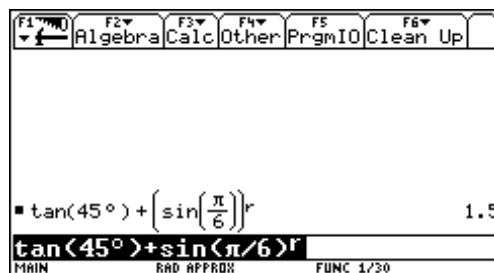 F1 F2 Algebra F3 Calc F4 Other F5 PrgmIO F6 Clean Up
▪tan(45°)+(sin(π/6))r 1.5
tan(45°)+sin(π/6)r
MAIN RAD APPROX FUNC 1/30